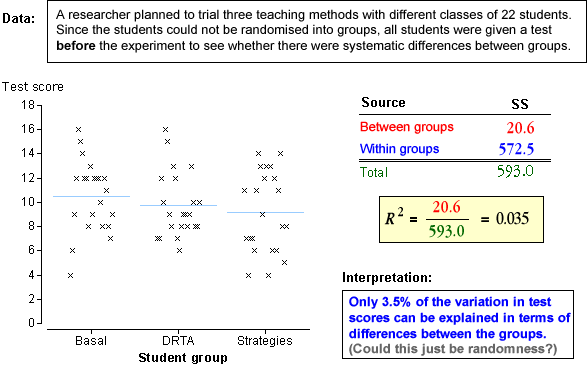 Data:
A researcher planned to trial three teaching methods with different classes of 22 students.
Since the students could not be randomised into groups, all students were given a test
before the experiment to see whether there were systematic differences between groups.
Test score
18
16
14
12
10
8
6
4
2
0
Basal DRTA Strategies
Student group
Source SS
Between groups 20.6
Within groups 572.5
Total 593.0
R² = 20.6 / 593.0 = 0.035
Interpretation:
Only 3.5% of the variation in test
scores can be explained in terms of
differences between the groups.
(Could this just be randomness?)